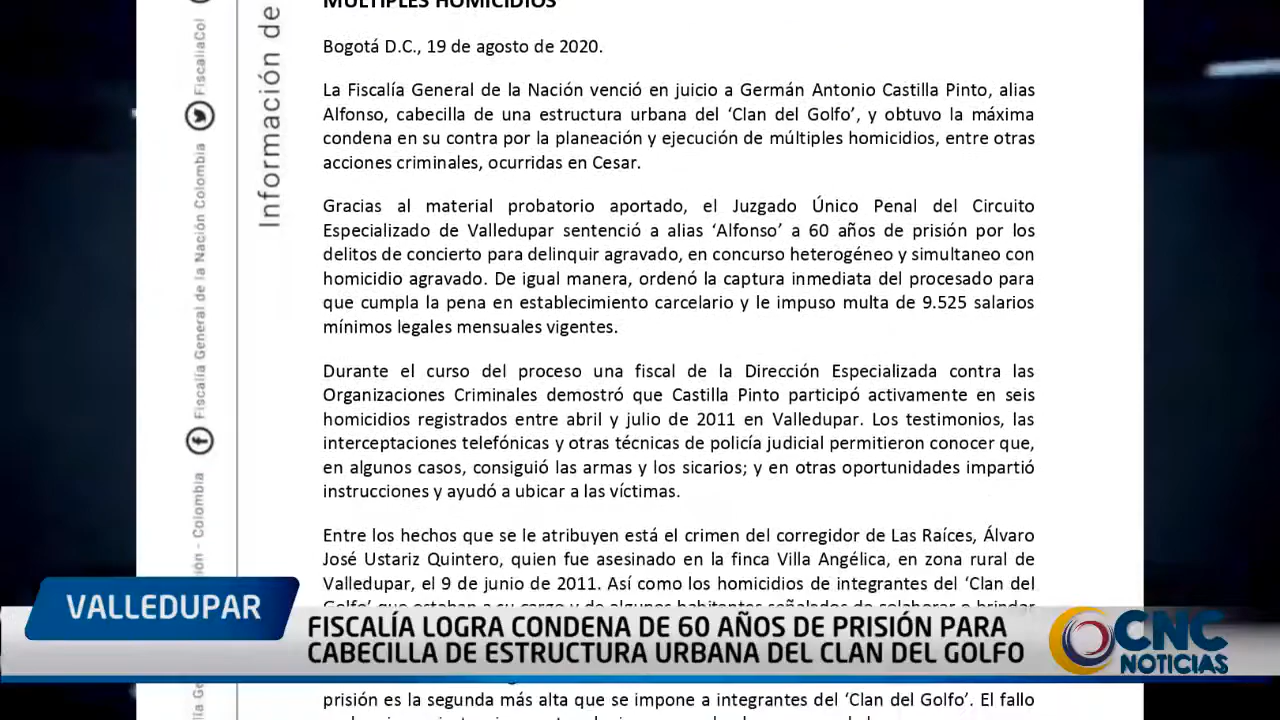 MÚLTIPLES HOMICIDIOS
Bogotá D.C., 19 de agosto de 2020.
La Fiscalía General de la Nación venció en juicio a Germán Antonio Castilla Pinto, alias
Alfonso, cabecilla de una estructura urbana del ‘Clan del Golfo’, y obtuvo la máxima
condena en su contra por la planeación y ejecución de múltiples homicidios, entre otras
acciones criminales, ocurridas en Cesar.
Gracias al material probatorio aportado, el Juzgado Único Penal del Circuito
Especializado de Valledupar sentenció a alias ‘Alfonso’ a 60 años de prisión por los
delitos de concierto para delinquir agravado, en concurso heterogéneo y simultaneo con
homicidio agravado. De igual manera, ordenó la captura inmediata del procesado para
que cumpla la pena en establecimiento carcelario y le impuso multa de 9.525 salarios
mínimos legales mensuales vigentes.
Durante el curso del proceso una fiscal de la Dirección Especializada contra las
Organizaciones Criminales demostró que Castilla Pinto participó activamente en seis
homicidios registrados entre abril y julio de 2011 en Valledupar. Los testimonios, las
interceptaciones telefónicas y otras técnicas de policía judicial permitieron conocer que,
en algunos casos, consiguió las armas y los sicarios; y en otras oportunidades impartió
instrucciones y ayudó a ubicar a las víctimas.
Entre los hechos que se le atribuyen está el crimen del corregidor de Las Raíces, Álvaro
José Ustariz Quintero, quien fue asesinado en la finca Villa Angélica, en zona rural de
Valledupar, el 9 de junio de 2011. Así como los homicidios de integrantes del ‘Clan del
Golfo’ que estaban a su cargo y de algunos habitantes señalados de colaborar o brindar
prisión es la segunda más alta que se impone a integrantes del ‘Clan del Golfo’. El fallo
Información de
FiscaliaCol
Fiscalía General de la Nación Colombia
- Colombia
VALLEDUPAR
FISCALÍA LOGRA CONDENA DE 60 AÑOS DE PRISIÓN PARA
CABECILLA DE ESTRUCTURA URBANA DEL CLAN DEL GOLFO
CNC
NOTICIAS